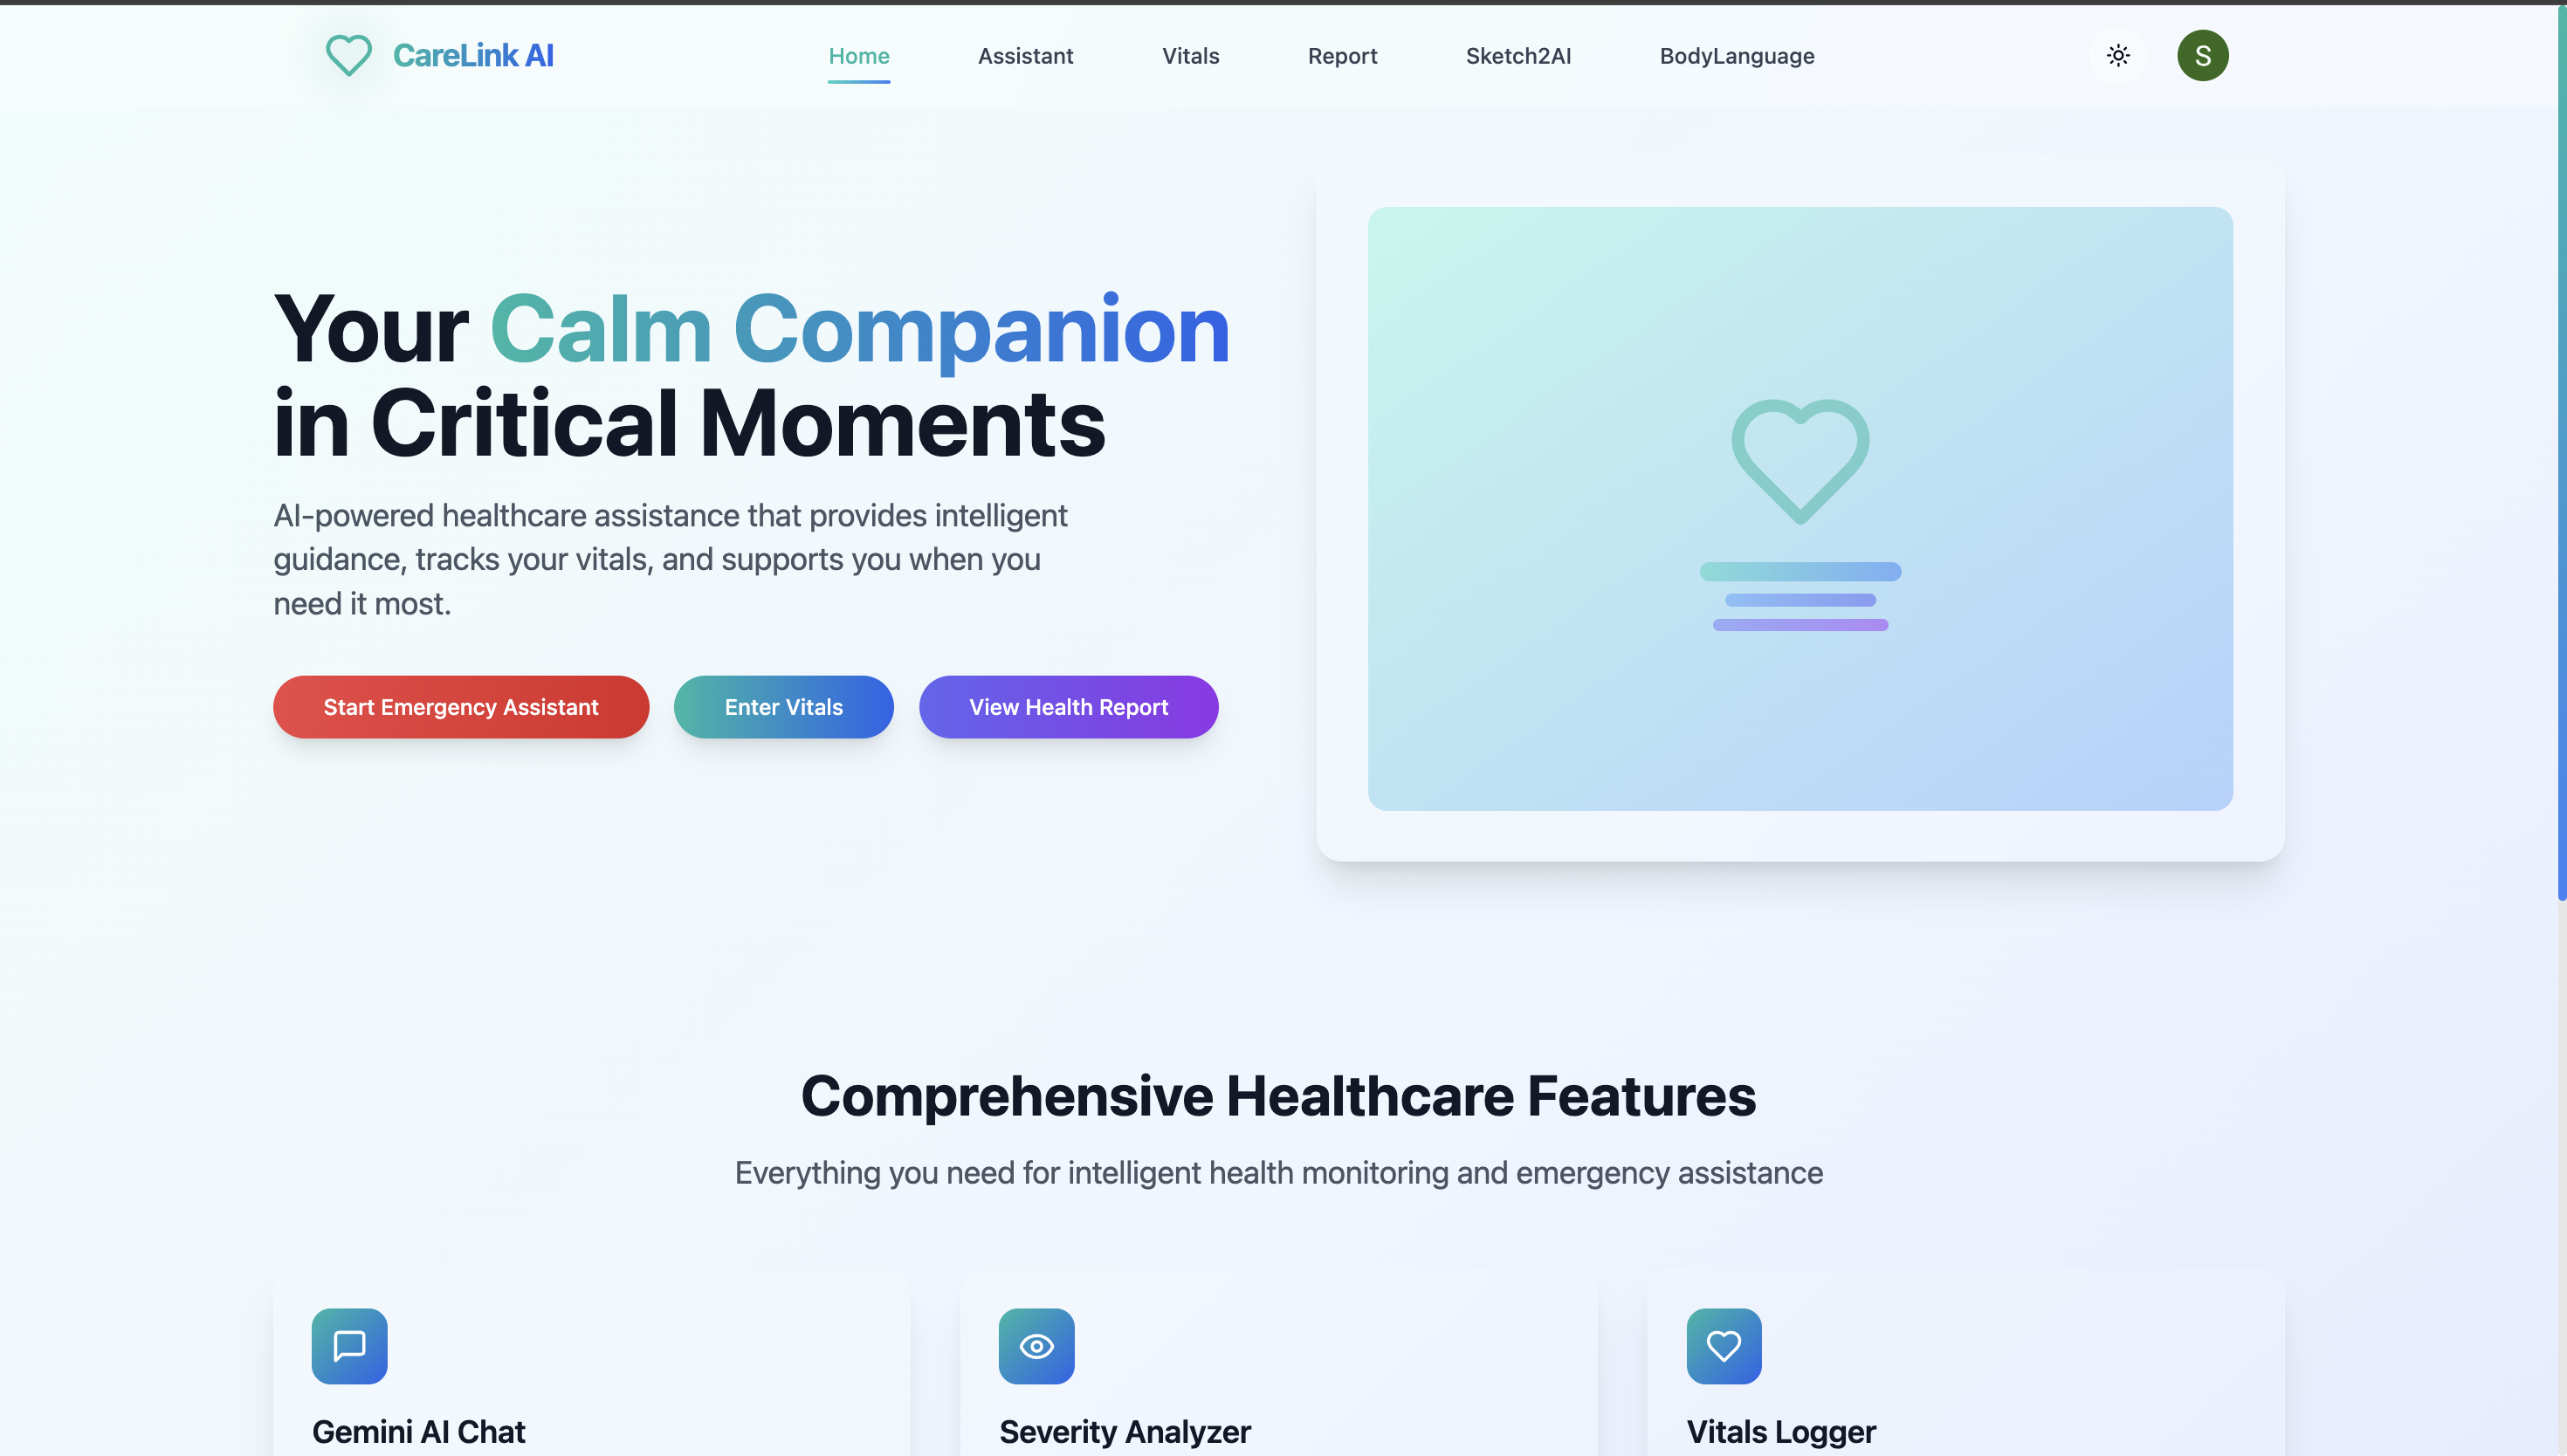 CareLink AI
Home
Assistant
Vitals
Report
Sketch2AI
BodyLanguage
S
Your Calm Companion
in Critical Moments
AI-powered healthcare assistance that provides intelligent
guidance, tracks your vitals, and supports you when you
need it most.
Start Emergency Assistant
Enter Vitals
View Health Report
Comprehensive Healthcare Features
Everything you need for intelligent health monitoring and emergency assistance
Gemini AI Chat
Severity Analyzer
Vitals Logger